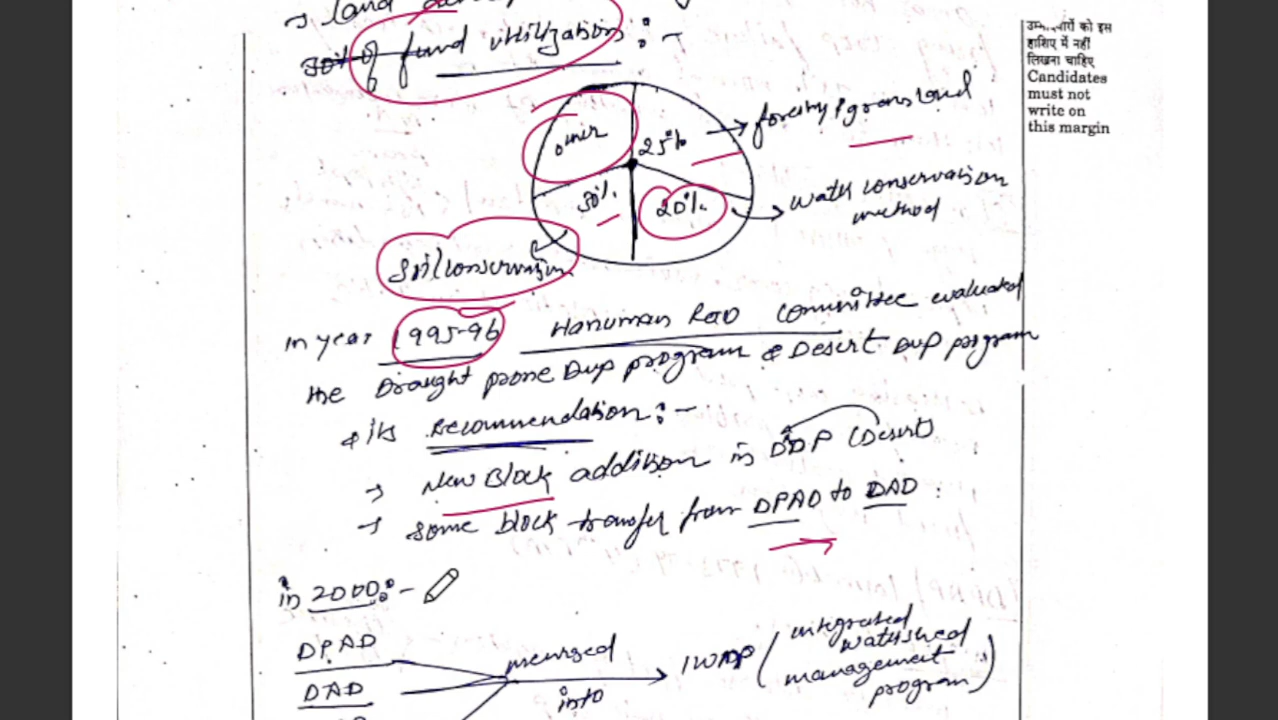 → land
50% of fund utilization :-
other
25% → forestry & grassland
30%
20% → water conservation
method
Soil conservation
In year 1995-96 Hanuman Rao Committee evaluated
the Draught prone Dvp program & Desert Dvp program
& its Recommendation :-
→ New Block addition in DDP (Desert)
→ some block transfer from DPAD to DAD :
in 2000 :-
DPAD
DAD
merged
into
IWMP (integrated
watershed
management
program)
उम्मीदवारों को इस
हाशिए में नहीं
लिखना चाहिए
Candidates
must not
write on
this margin